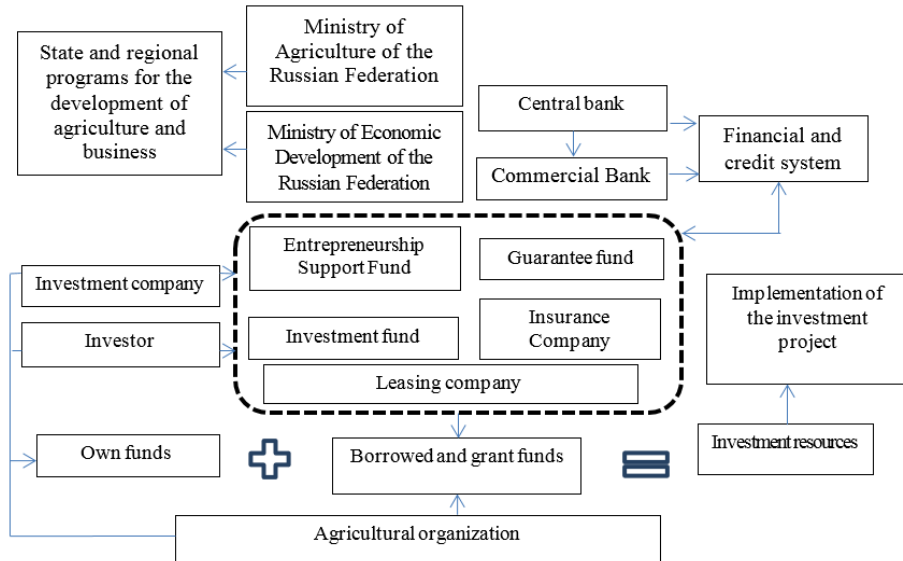 State and regional
programs for the
development of
agriculture and
business
Ministry of
Agriculture of the
Russian Federation
Ministry of Economic
Development of the
Russian Federation
Central bank
Commercial Bank
Financial and
credit system
Entrepreneurship
Support Fund
Guarantee fund
Investment company
Investor
Investment fund
Insurance
Company
Leasing company
Implementation of
the investment
project
Own funds
Borrowed and grant funds
Investment resources
Agricultural organization